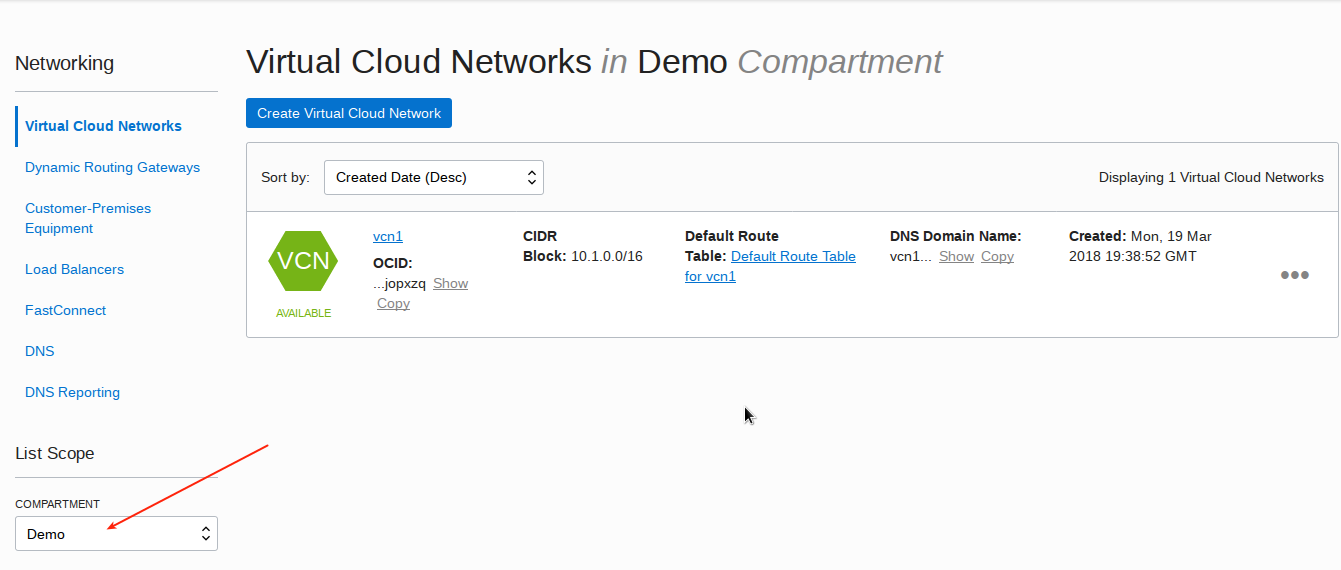 Networking
Virtual Cloud Networks
Dynamic Routing Gateways
Customer-Premises
Equipment
Load Balancers
FastConnect
DNS
DNS Reporting
List Scope
COMPARTMENT
Demo
Virtual Cloud Networks in Demo Compartment
Create Virtual Cloud Network
Sort by: Created Date (Desc) Displaying 1 Virtual Cloud Networks
VCN
AVAILABLE
vcn1
OCID:
...jopxzq Show
Copy
CIDR
Block: 10.1.0.0/16
Default Route
Table: Default Route Table
for vcn1
DNS Domain Name:
vcn1... Show Copy
Created: Mon, 19 Mar
2018 19:38:52 GMT